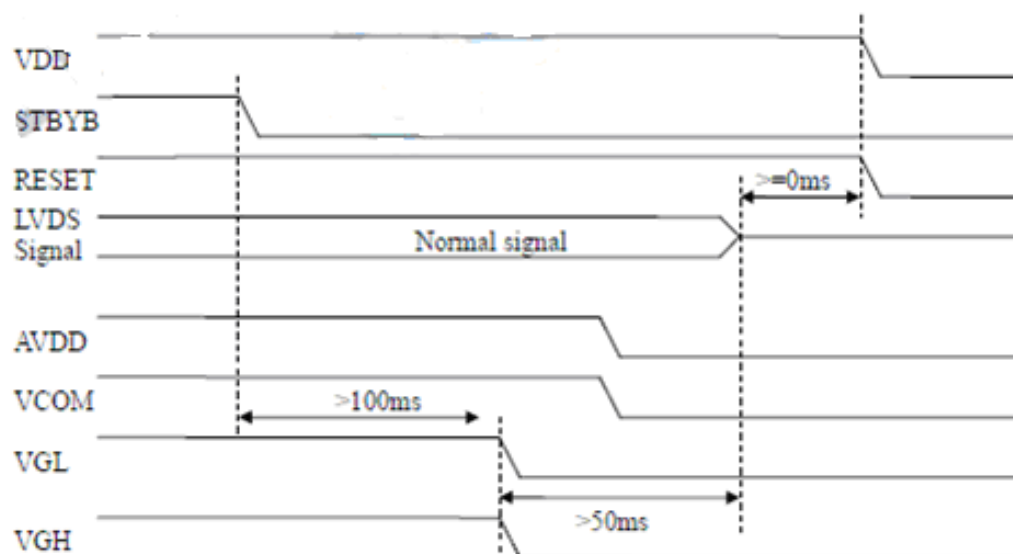 VDD
STBYB
RESET
>=0ms
LVDS
Signal
Normal signal
AVDD
VCOM
>100ms
VGL
>50ms
VGH